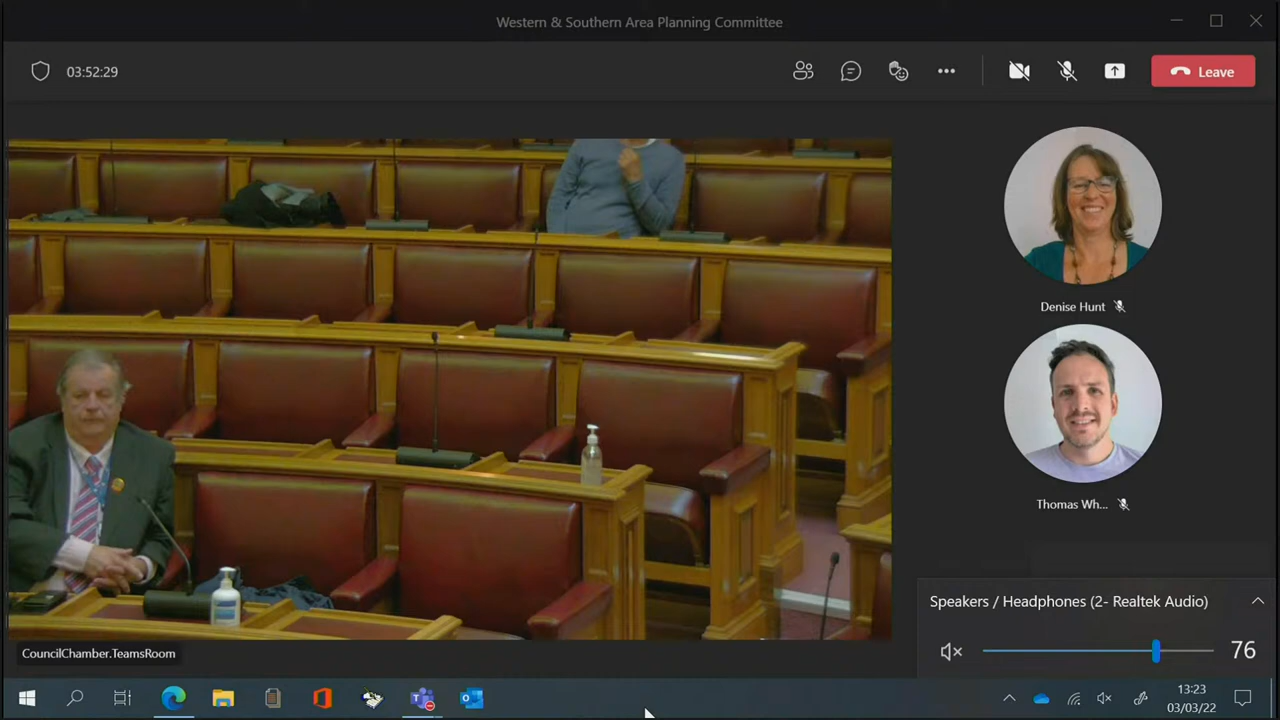 Western & Southern Area Planning Committee
03:52:29
Leave
Denise Hunt
Thomas Wh...
Speakers / Headphones (2- Realtek Audio)
76
CouncilChamber.TeamsRoom
13:23
03/03/22